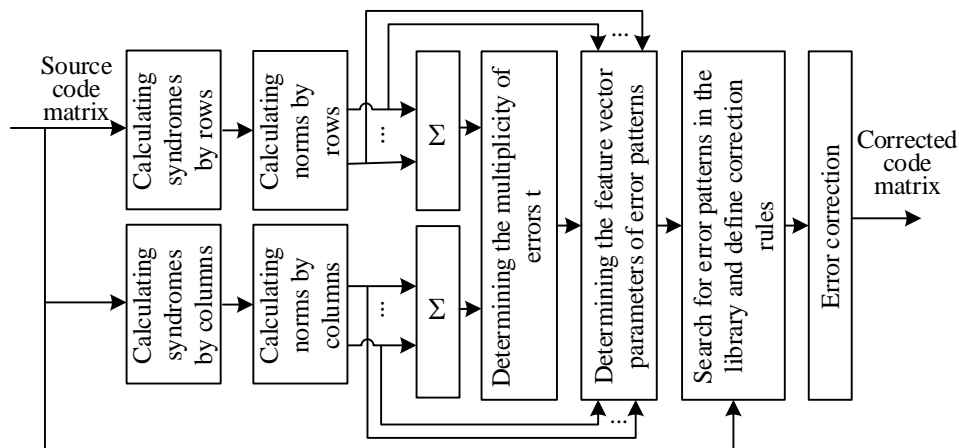 Source
code
matrix
Calculating
syndromes
by rows
Calculating
norms by
rows
...
Σ
Determining the multiplicity of
errors t
...
Determining the feature vector
parameters of error patterns
Search for error patterns in the
library and define correction
rules
Error correction
Corrected
code
matrix
Calculating
syndromes
by columns
Calculating
norms by
columns
...
Σ
...